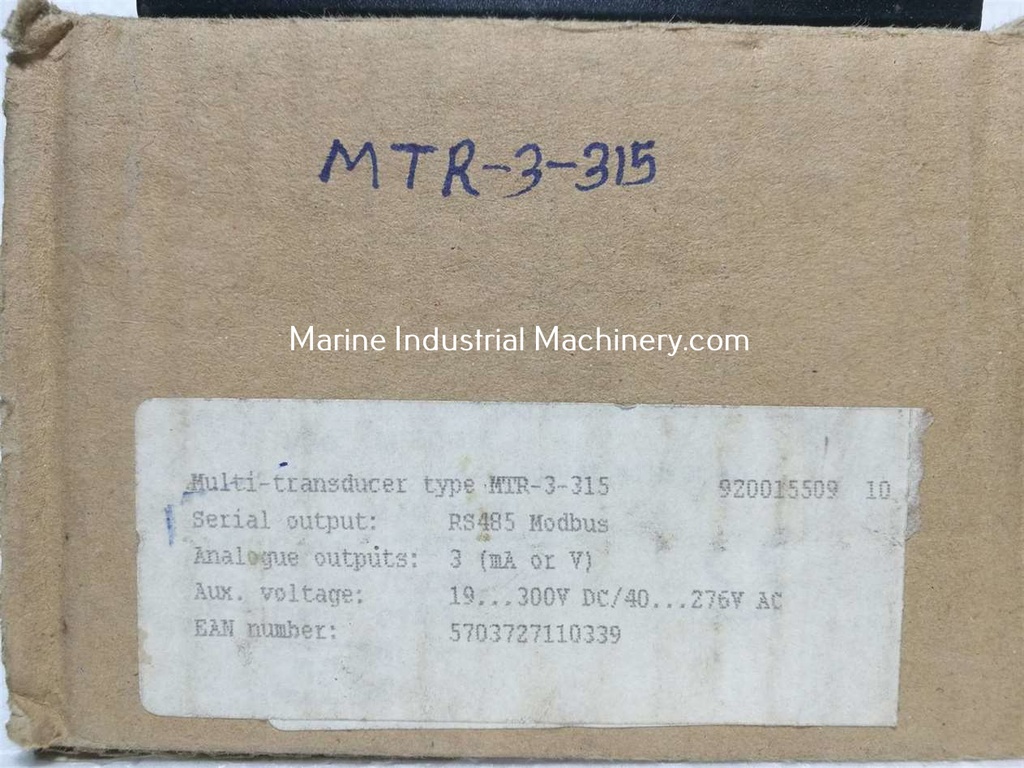 MTR-3-315
Marine Industrial Machinery.com
Multi-transducer type MTR-3-315 920015509 10
Serial output: RS485 Modbus
Analogue outputs: 3 (mA or V)
Aux. voltage: 19...300V DC/40...276V AC
EAN number: 5703727110339